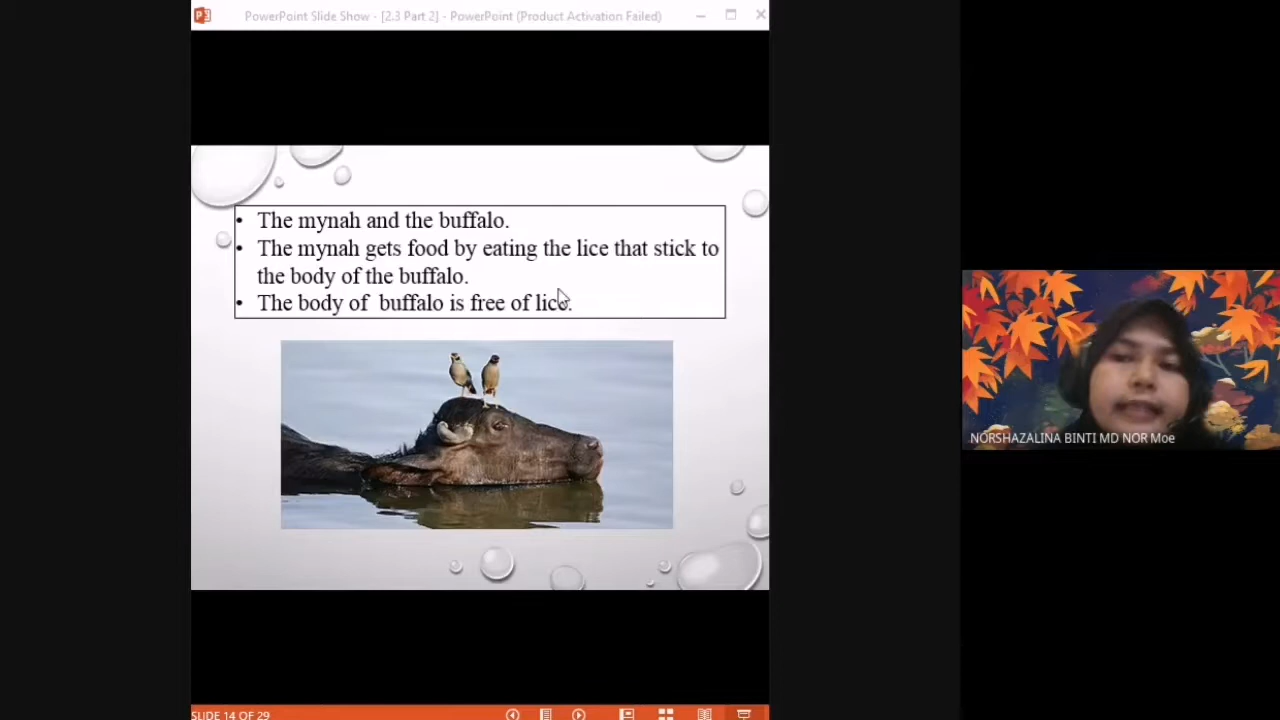 PowerPoint Slide Show - [2.3 Part 2] - PowerPoint (Product Activation Failed)
• The mynah and the buffalo.
• The mynah gets food by eating the lice that stick to
the body of the buffalo.
• The body of buffalo is free of lice.
NORSHAZALINA BINTI MD NOR Moe
SLIDE 14 OF 29